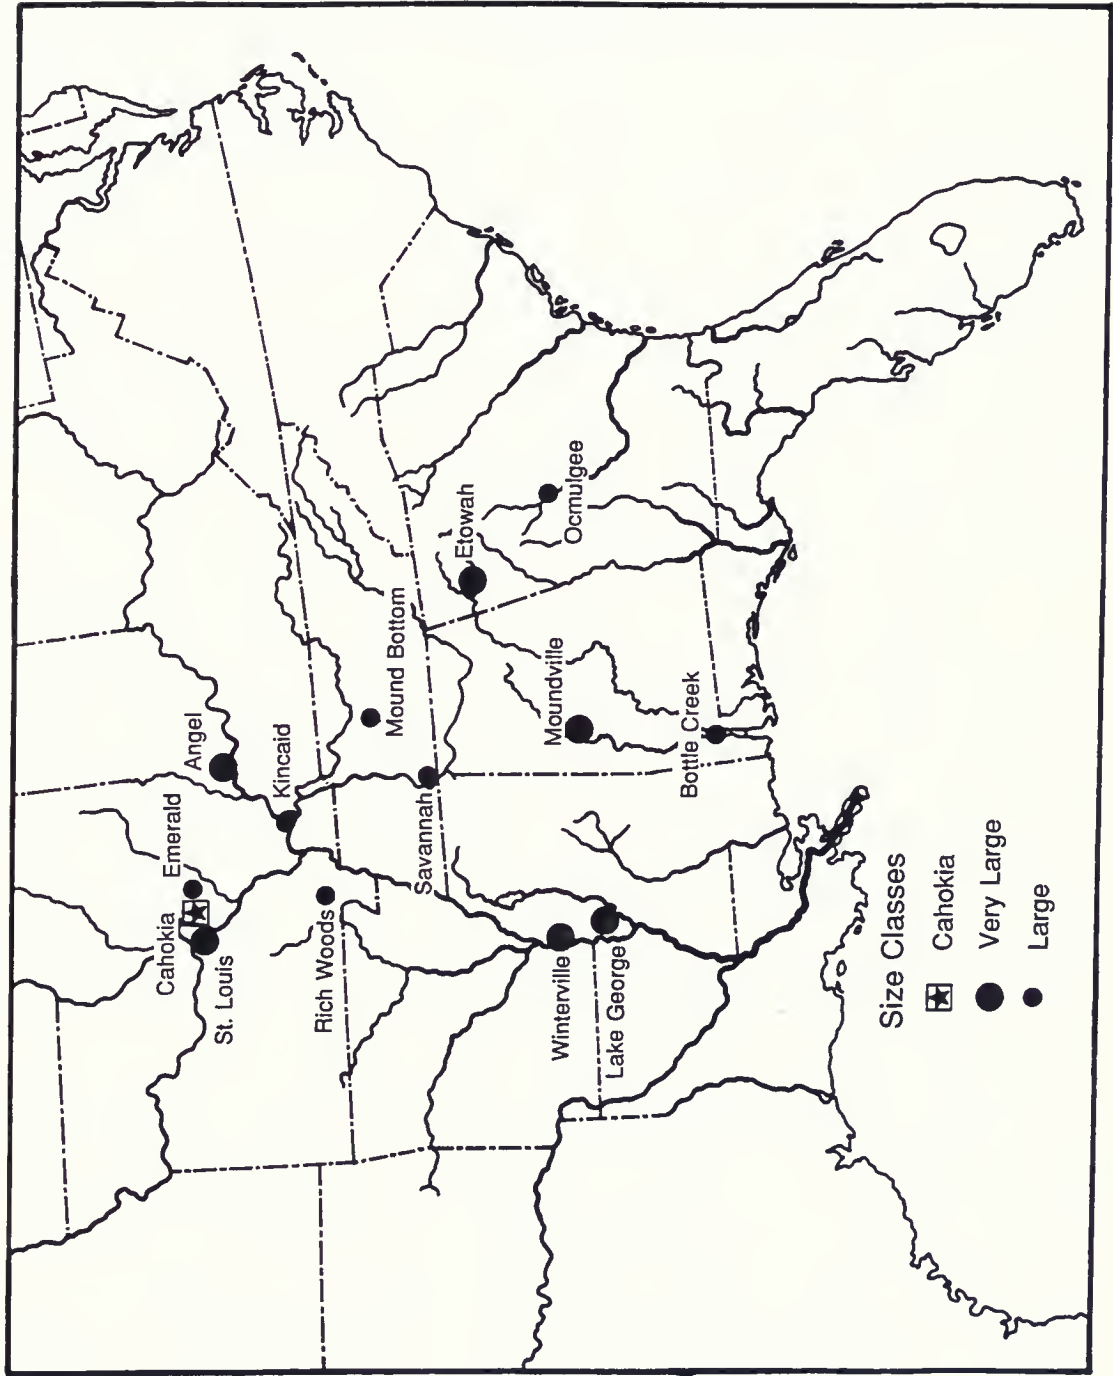 Cahokia
Emerald
St. Louis
Angel
Kincaid
Rich Woods
Mound Bottom
Savannah
Etowah
Ocmulgee
Moundville
Winterville
Lake George
Bottle Creek
Size Classes
Cahokia
Very Large
Large